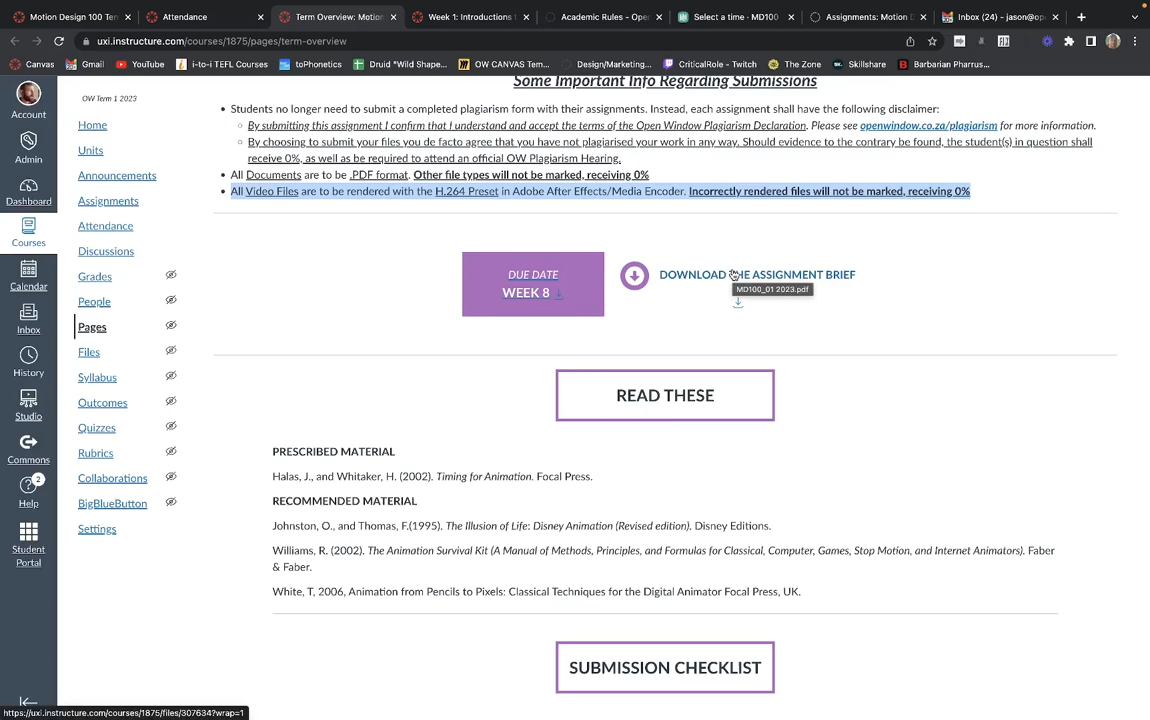 Motion Design 100 Tem
Attendance
Term Overview: Motion
Week 1: Introductions
Academic Rules - Open
Select a time - MD100
Assignments: Motion D
Inbox (24) - jason@op
uxi.instructure.com/courses/1875/pages/term-overview
Canvas
Gmail
YouTube
i-to-i TEFL Courses
toPhonetics
Druid "Wild Shape...
OW CANVAS Tem...
Design/Marketing...
CriticalRole - Twitch
The Zone
Skillshare
Barbarian Pharrus...
Account
Admin
Dashboard
Courses
Calendar
Inbox
History
Studio
Commons
2
Help
Student
Portal
OW Term 1 2023
Home
Units
Announcements
Assignments
Attendance
Discussions
Grades
People
Pages
Files
Syllabus
Outcomes
Quizzes
Rubrics
Collaborations
BigBlueButton
Settings
Some Important Info Regarding Submissions
Students no longer need to submit a completed plagiarism form with their assignments. Instead, each assignment shall have the following disclaimer:
By submitting this assignment I confirm that I understand and accept the terms of the Open Window Plagiarism Declaration. Please see openwindow.co.za/plagiarism for more information.
By choosing to submit your files you de facto agree that you have not plagiarised your work in any way. Should evidence to the contrary be found, the student(s) in question shall
receive 0%, as well as be required to attend an official OW Plagiarism Hearing.
All Documents are to be .PDF format. Other file types will not be marked, receiving 0%
All Video Files are to be rendered with the H.264 Preset in Adobe After Effects/Media Encoder. Incorrectly rendered files will not be marked, receiving 0%
DUE DATE
WEEK 8
DOWNLOAD THE ASSIGNMENT BRIEF
MD100_01 2023.pdf
READ THESE
PRESCRIBED MATERIAL
Halas, J., and Whitaker, H. (2002). Timing for Animation. Focal Press.
RECOMMENDED MATERIAL
Johnston, O., and Thomas, F.(1995). The Illusion of Life: Disney Animation (Revised edition). Disney Editions.
Williams, R. (2002). The Animation Survival Kit (A Manual of Methods, Principles, and Formulas for Classical, Computer, Games, Stop Motion, and Internet Animators). Faber
& Faber.
White, T, 2006, Animation from Pencils to Pixels: Classical Techniques for the Digital Animator Focal Press, UK.
SUBMISSION CHECKLIST
https://uxi.instructure.com/courses/1875/files/307634?wrap=1